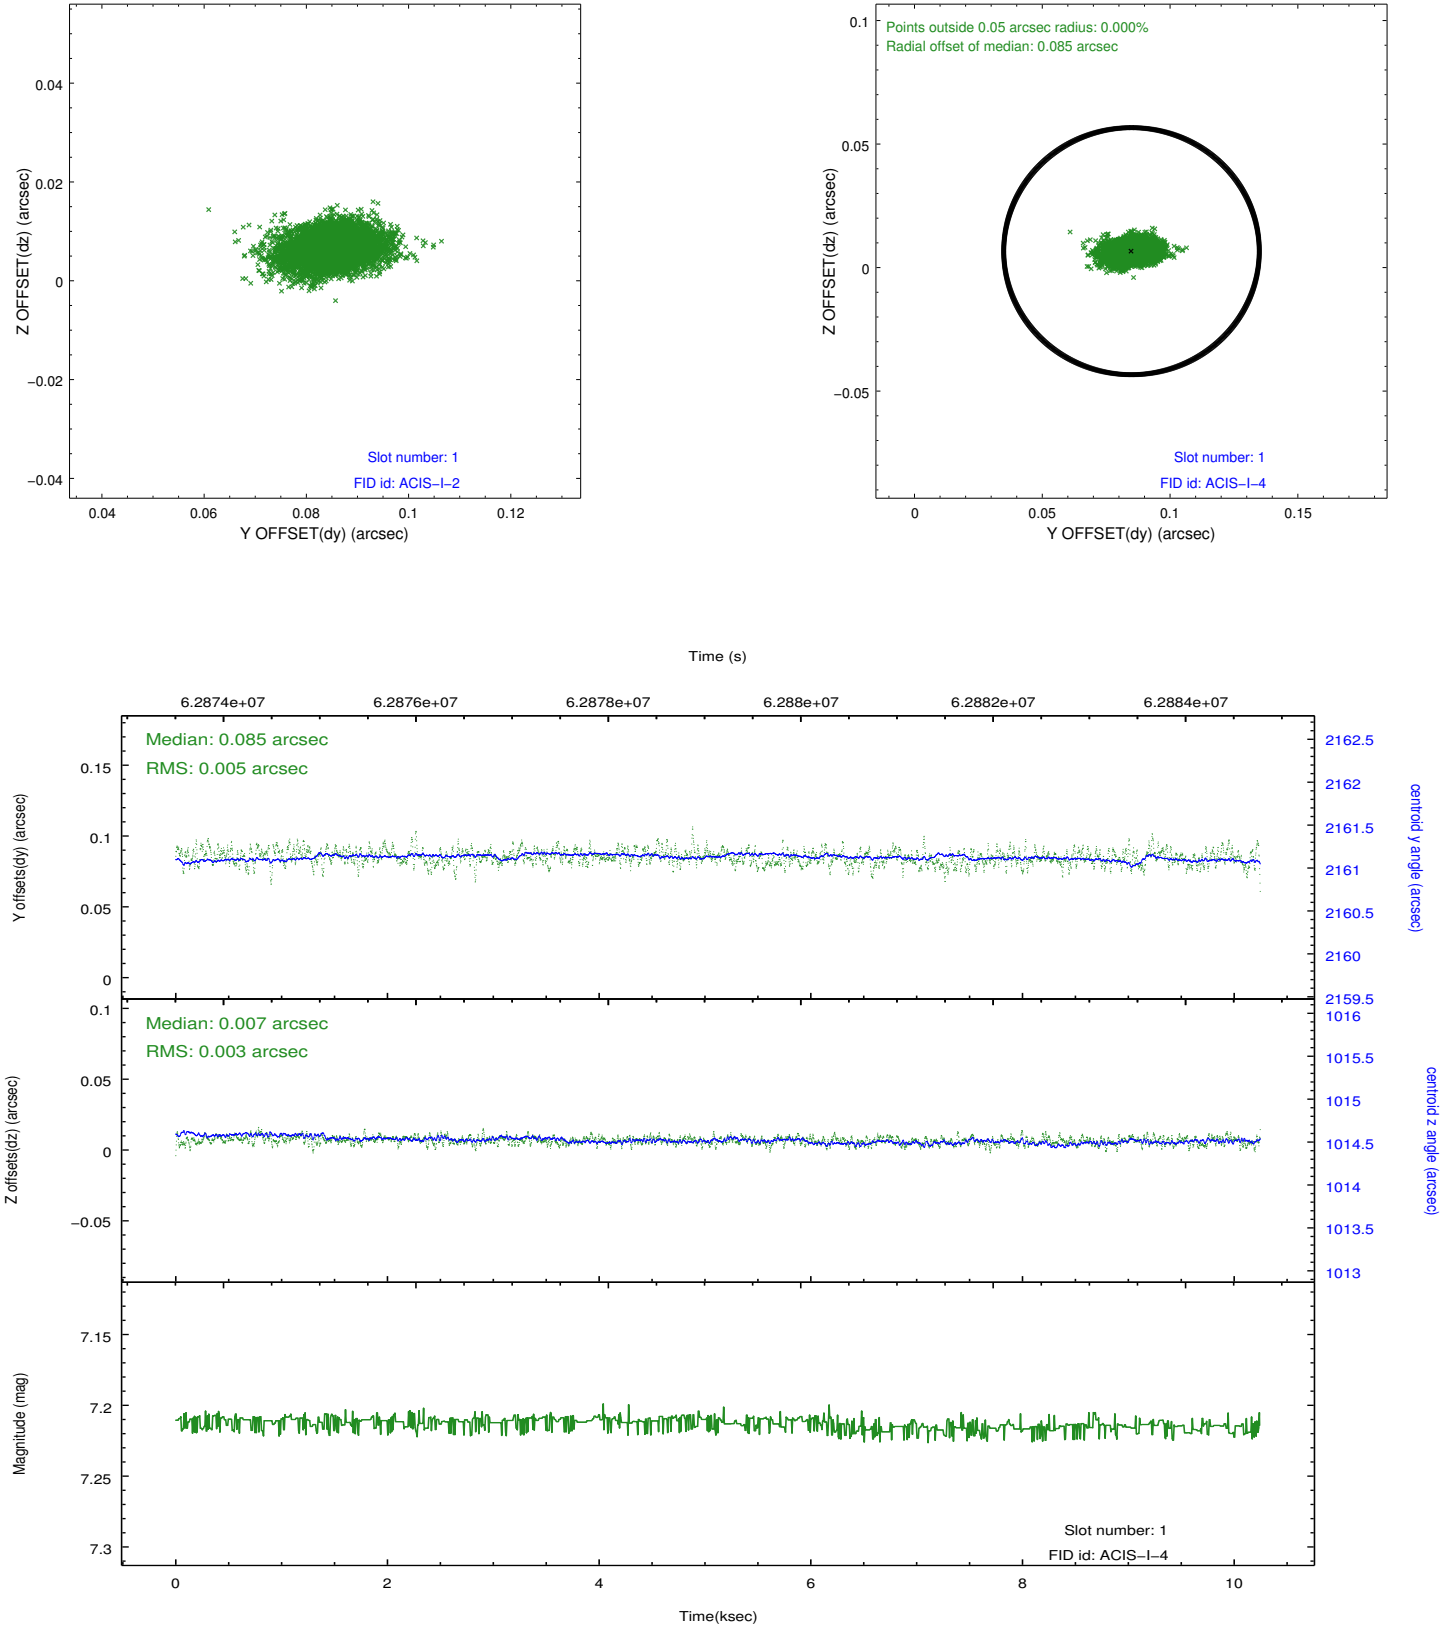 0.04
0.02
0
−0.02
−0.04
Z OFFSET(dz) (arcsec)
Slot number: 1
FID id: ACIS−I−2
0.04 0.06 0.08 0.1 0.12
Y OFFSET(dy) (arcsec)
Points outside 0.05 arcsec radius: 0.000%
Radial offset of median: 0.085 arcsec
0.1
0.05
0
−0.05
Z OFFSET(dz) (arcsec)
Slot number: 1
FID id: ACIS−I−4
0 0.05 0.1 0.15
Y OFFSET(dy) (arcsec)
Time (s)
6.2874e+07 6.2876e+07 6.2878e+07 6.288e+07 6.2882e+07 6.2884e+07
Median: 0.085 arcsec
RMS: 0.005 arcsec
0.15
0.1
0.05
0
Y offsets(dy) (arcsec)
2162.5
2162
2161.5
2161
2160.5
2160
2159.5
centroid y angle (arcsec)
Median: 0.007 arcsec
RMS: 0.003 arcsec
0.1
0.05
0
−0.05
Z offsets(dz) (arcsec)
1016
1015.5
1015
1014.5
1014
1013.5
1013
centroid z angle (arcsec)
7.15
7.2
7.25
7.3
Magnitude (mag)
Slot number: 1
FID id: ACIS−I−4
0 2 4 6 8 10
Time(ksec)